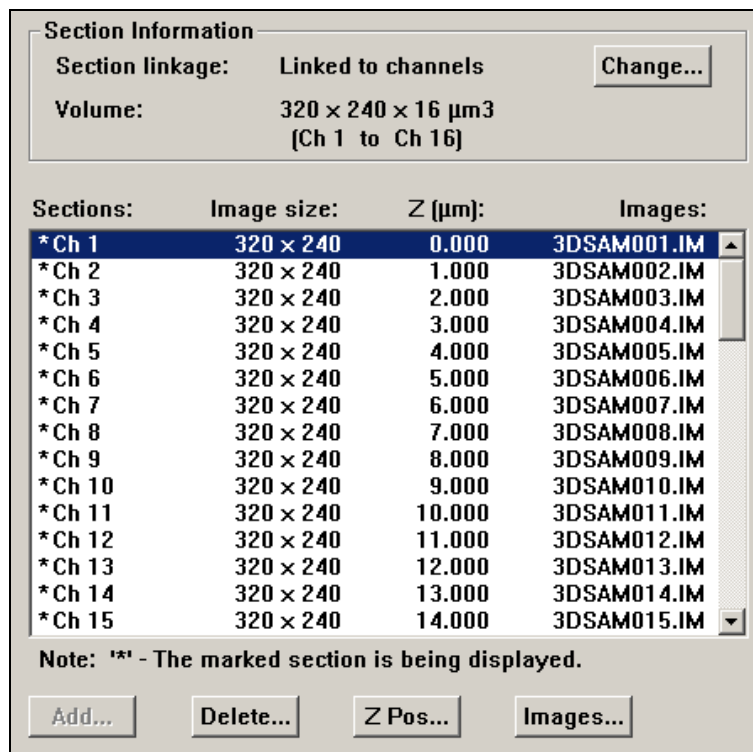 Section Information
Section linkage: Linked to channels Change...
Volume: 320 × 240 × 16 µm3
(Ch 1 to Ch 16)
Sections: Image size: Z (µm): Images:
*Ch 1 320 × 240 0.000 3DSAM001.IM
*Ch 2 320 × 240 1.000 3DSAM002.IM
*Ch 3 320 × 240 2.000 3DSAM003.IM
*Ch 4 320 × 240 3.000 3DSAM004.IM
*Ch 5 320 × 240 4.000 3DSAM005.IM
*Ch 6 320 × 240 5.000 3DSAM006.IM
*Ch 7 320 × 240 6.000 3DSAM007.IM
*Ch 8 320 × 240 7.000 3DSAM008.IM
*Ch 9 320 × 240 8.000 3DSAM009.IM
*Ch 10 320 × 240 9.000 3DSAM010.IM
*Ch 11 320 × 240 10.000 3DSAM011.IM
*Ch 12 320 × 240 11.000 3DSAM012.IM
*Ch 13 320 × 240 12.000 3DSAM013.IM
*Ch 14 320 × 240 13.000 3DSAM014.IM
*Ch 15 320 × 240 14.000 3DSAM015.IM
Note: '*' - The marked section is being displayed.
Add... Delete... Z Pos... Images...